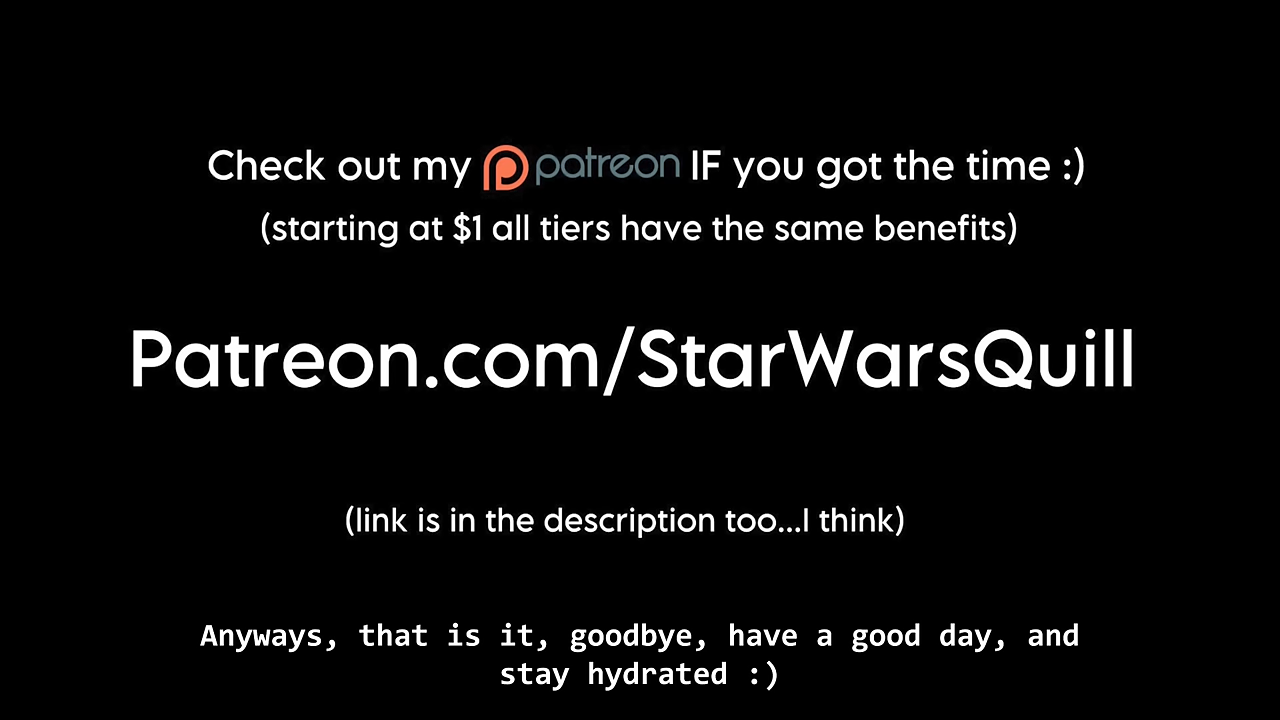 Check out my patreon IF you got the time :)
(starting at $1 all tiers have the same benefits)
Patreon.com/StarWarsQuill
(link is in the description too...I think)
Anyways, that is it, goodbye, have a good day, and
stay hydrated :)